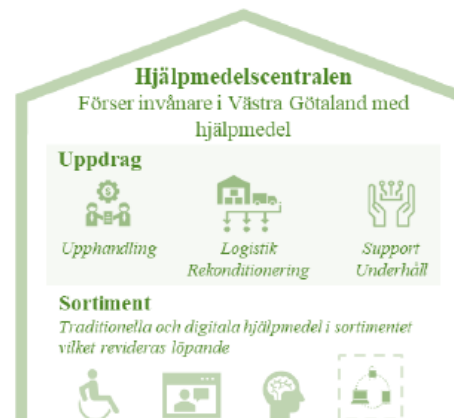 Hjälpmedelscentralen
Förser invånare i Västra Götaland med
hjälpmedel
Uppdrag
Upphandling
Logistik
Rekonditionering
Support
Underhåll
Sortiment
Traditionella och digitala hjälpmedel i sortimentet
vilket revideras löpande